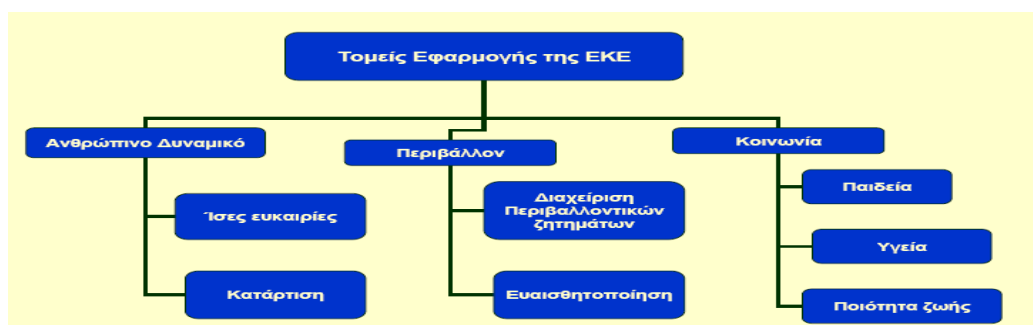 Τομείς Εφαρμογής της ΕΚΕ
Ανθρώπινο Δυναμικό
Περιβάλλον
Κοινωνία
Ίσες ευκαιρίες
Κατάρτιση
Διαχείριση
Περιβαλλοντικών
ζητημάτων
Ευαισθητοποίηση
Παιδεία
Υγεία
Ποιότητα ζωής